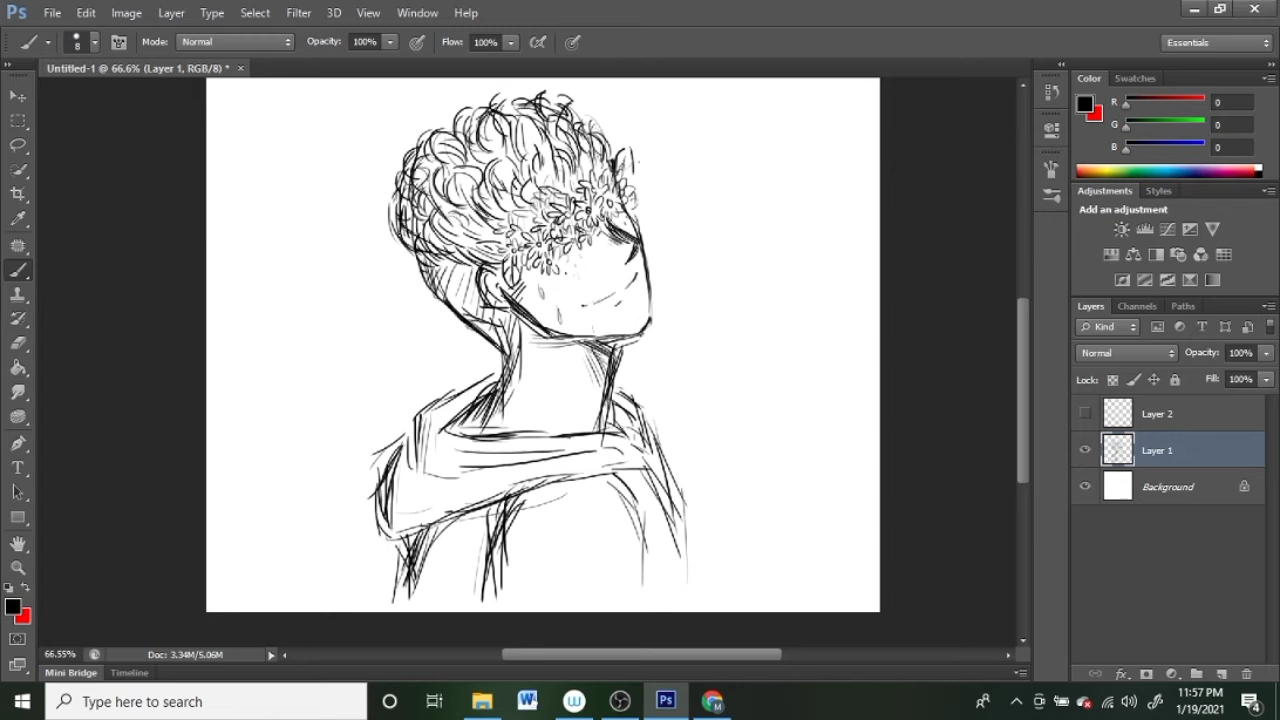 Ps File Edit Image Layer Type Select Filter 3D View Window Help
8 Mode: Normal Opacity: 100% Flow: 100% Essentials
Untitled-1 @ 66.6% (Layer 1, RGB/8) * ×
Color Swatches
R 0
G 0
B 0
Adjustments Styles
Add an adjustment
Layers Channels Paths
Kind
Normal Opacity: 100%
Lock: Fill: 100%
Layer 2
Layer 1
Background
66.55% Doc: 3.34M/5.06M
Mini Bridge Timeline
Type here to search
11:57 PM
1/19/2021
4